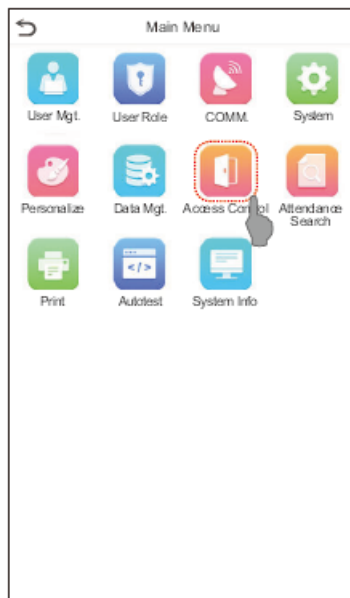 Main Menu
User Mgt.
User Role
COMM.
System
Personalize
Data Mgt.
Access Control
Attendance
Search
</>
Print
Autotest
System Info